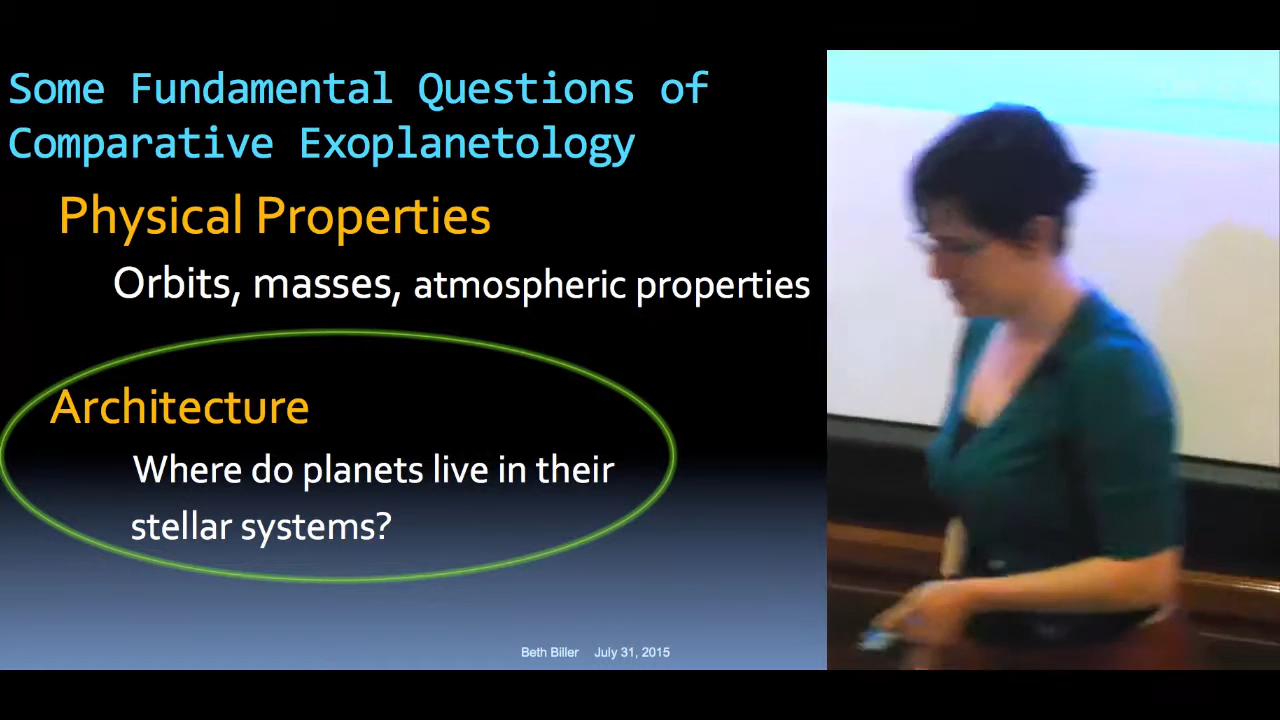 Some Fundamental Questions of
Comparative Exoplanetology
Physical Properties
Orbits, masses, atmospheric properties
Architecture
Where do planets live in their
stellar systems?
Beth Biller July 31, 2015